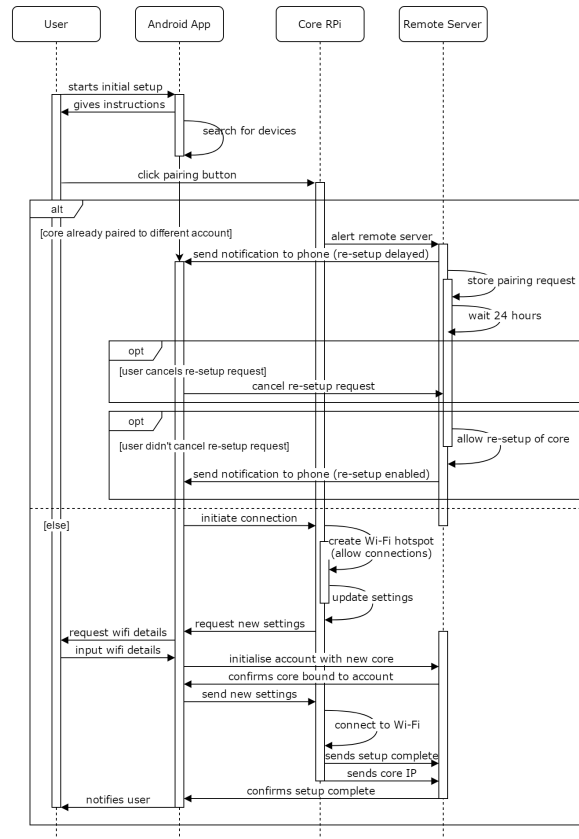 User
Android App
Core RPi
Remote Server
starts initial setup
gives instructions
search for devices
click pairing button
alt
[core already paired to different account]
alert remote server
send notification to phone (re-setup delayed)
store pairing request
wait 24 hours
opt
[user cancels re-setup request]
cancel re-setup request
opt
[user didn't cancel re-setup request]
allow re-setup of core
send notification to phone (re-setup enabled)
[else]
initiate connection
create Wi-Fi hotspot
(allow connections)
update settings
request new settings
request wifi details
input wifi details
initialise account with new core
confirms core bound to account
send new settings
connect to Wi-Fi
sends setup complete
sends core IP
confirms setup complete
notifies user